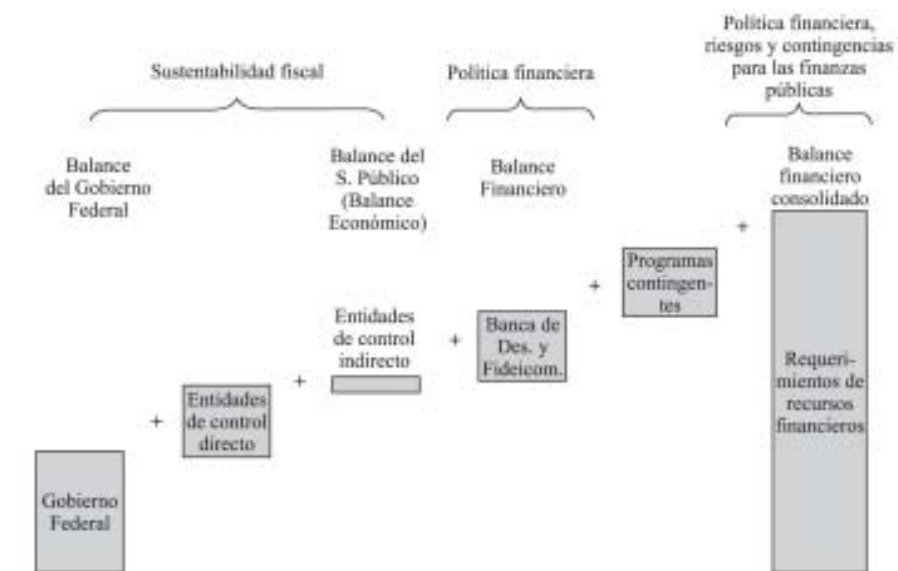 Sustentabilidad fiscal
Política financiera
Política financiera,
riesgos y contingencias
para las finanzas
públicas
Balance
del Gobierno
Federal
Balance del
S. Público
(Balance
Económico)
Balance
Financiero
Balance
financiero
consolidado
Gobierno
Federal
+
Entidades
de control
directo
+
Entidades
de control
indirecto
+
Banca de
Des. y
Fideicom.
+
Programas
contingen-
tes
+
Requeri-
mientos de
recursos
financieros